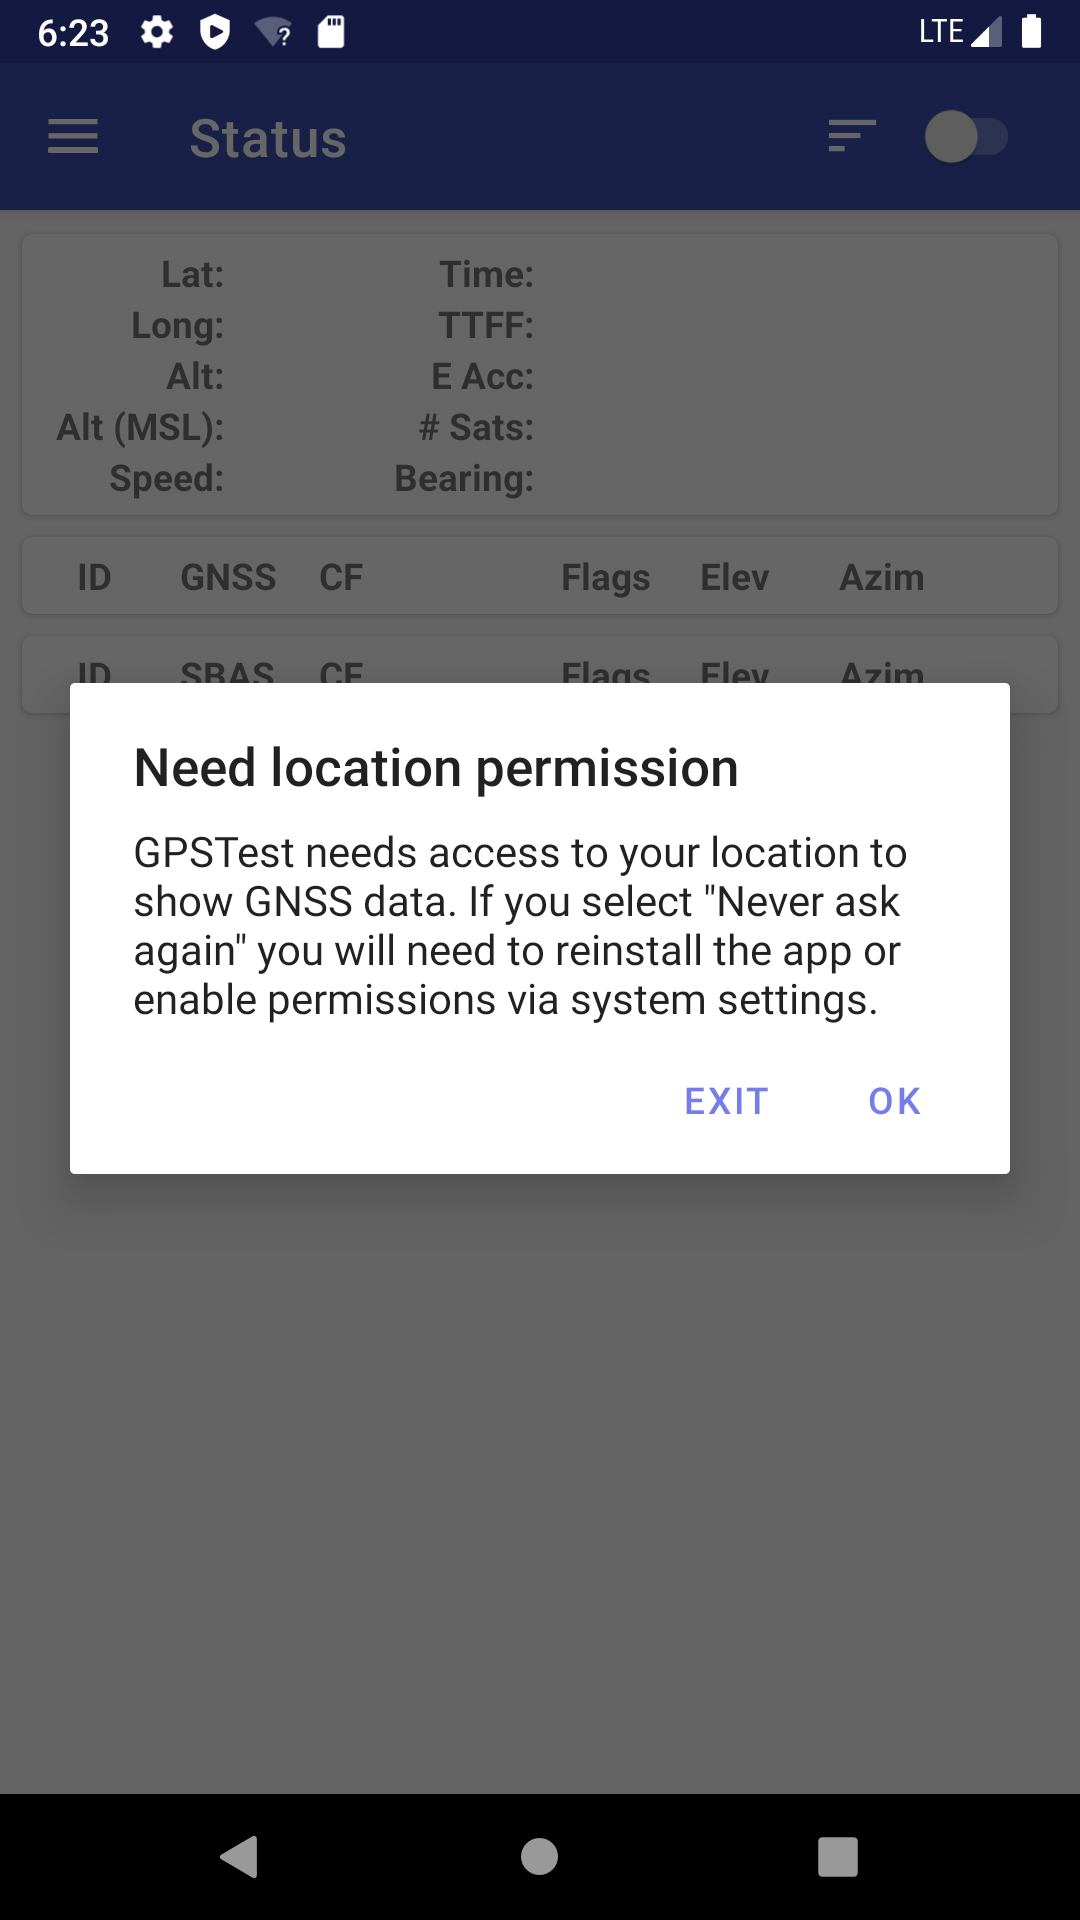 6:23 LTE
Status
Lat: Time:
Long: TTFF:
Alt: E Acc:
Alt (MSL): # Sats:
Speed: Bearing:
ID GNSS CF Flags Elev Azim
ID SBAS CF Flags Elev Azim
Need location permission
GPSTest needs access to your location to
show GNSS data. If you select "Never ask
again" you will need to reinstall the app or
enable permissions via system settings.
EXIT OK